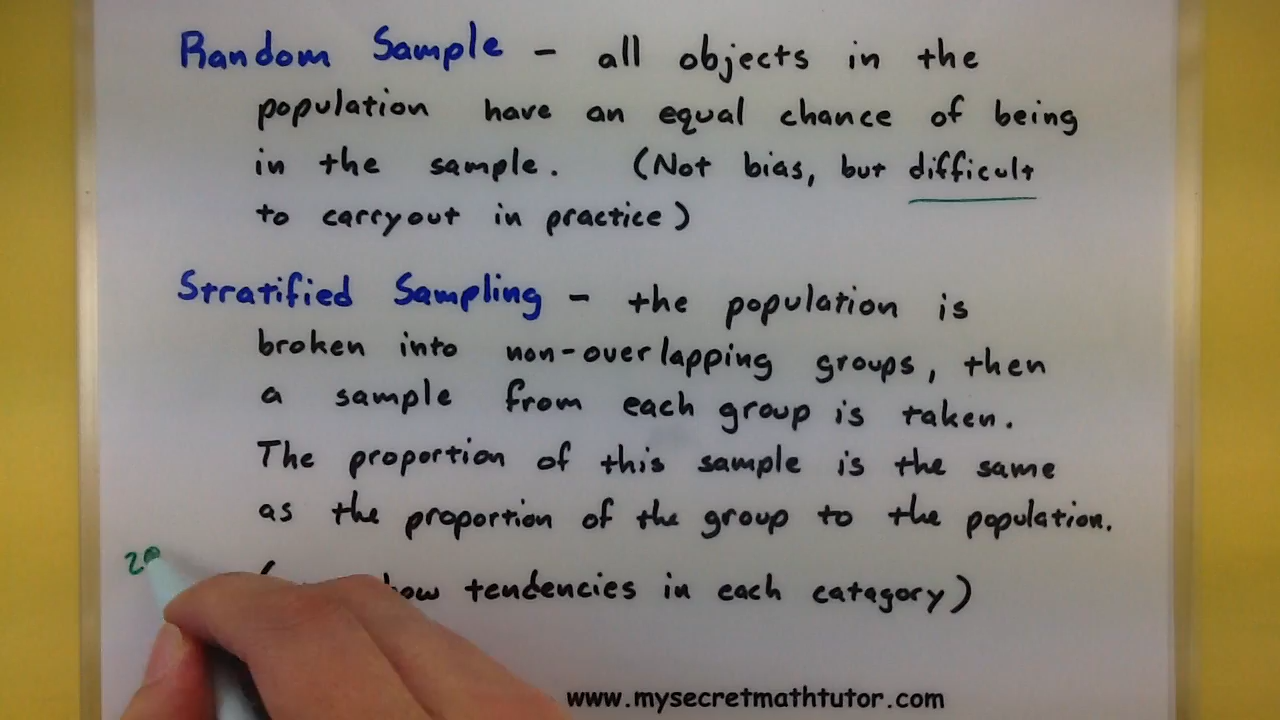 Random Sample - all objects in the
population have an equal chance of being
in the sample. (Not bias, but difficult
to carryout in practice)
Stratified Sampling - the population is
broken into non-overlapping groups, then
a sample from each group is taken.
The proportion of this sample is the same
as the proportion of the group to the population.
20
( tendencies in each catagory)
www.mysecretmathtutor.com